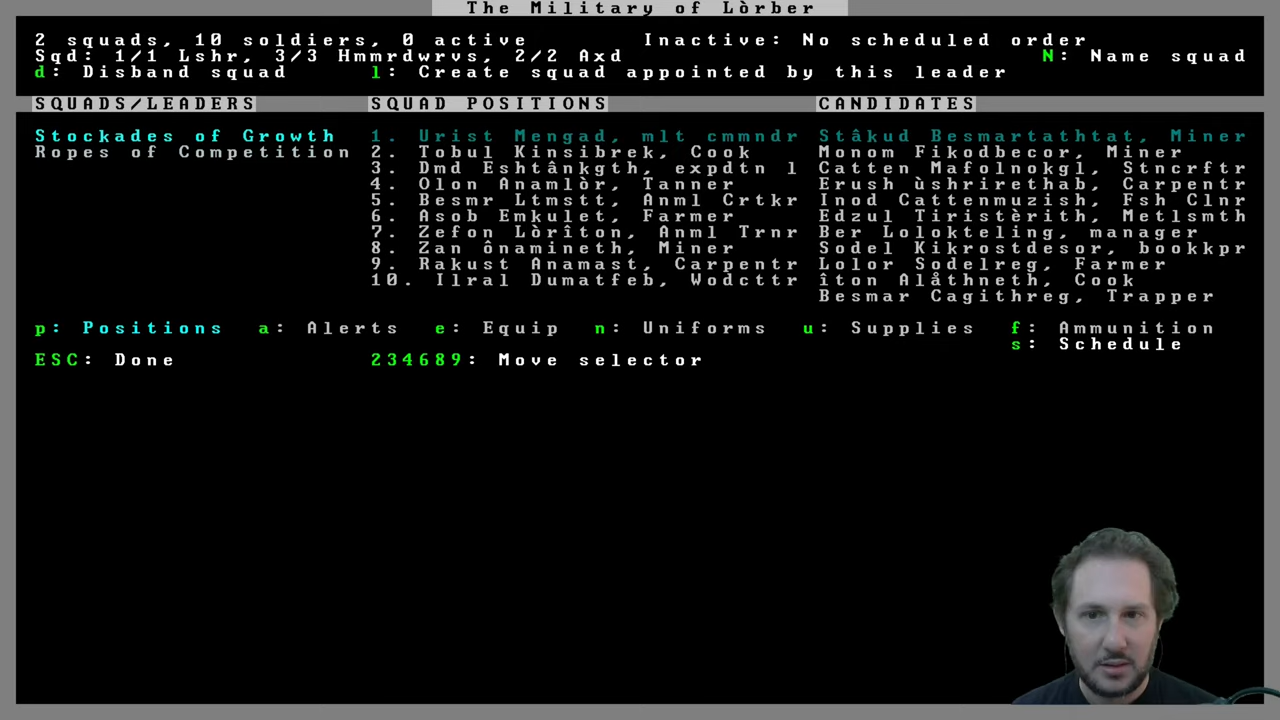 The Military of Lòrber
2 squads, 10 soldiers, 0 active Inactive: No scheduled order
Sqd: 1/1 Lshr, 3/3 Hmmrdwrvs, 2/2 Axd N: Name squad
d: Disband squad l: Create squad appointed by this leader
SQUADS/LEADERS SQUAD POSITIONS CANDIDATES
Stockades of Growth 1. Urist Mengad, mlt cmmndr Stâkud Besmartathtat, Miner
Ropes of Competition 2. Tobul Kinsibrek, Cook Monom Fikodbecor, Miner
3. Dmd Eshtânkgth, expdtn l Catten Mafolnokgl, Stncrftr
4. Olon Anamlòr, Tanner Erush ùshrirethab, Carpentr
5. Besmr Ltmstt, Anml Crtkr Inod Cattenmuzish, Fsh Clnr
6. Asob Emkulet, Farmer Edzul Tiristèrith, Metlsmth
7. Zefon Lòrîton, Anml Trnr Ber Lolokteling, manager
8. Zan ônamineth, Miner Sodel Kikrostdesor, bookkpr
9. Rakust Anamast, Carpentr Lolor Sodelreg, Farmer
10. Ilral Dumatfeb, Wodcttr îton Alåthneth, Cook
Besmar Cagithreg, Trapper
p: Positions a: Alerts e: Equip n: Uniforms u: Supplies f: Ammunition
s: Schedule
ESC: Done 234689: Move selector